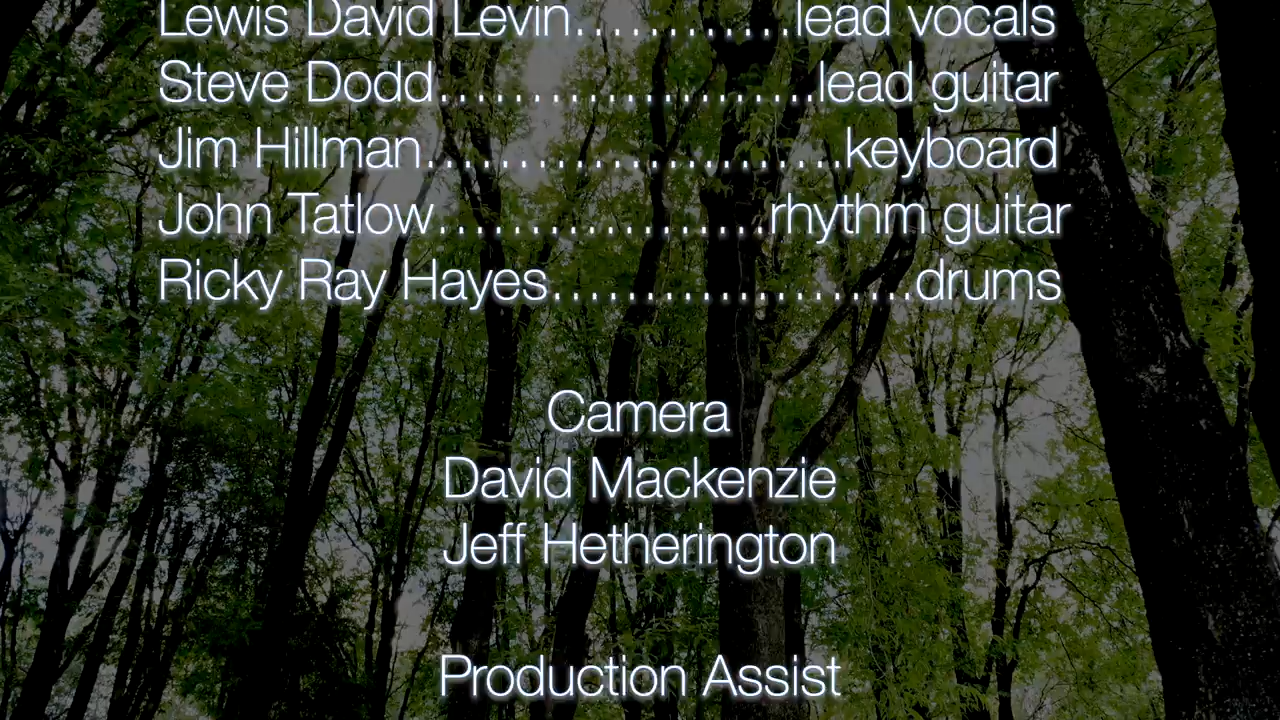 Lewis David Levin............lead vocals
Steve Dodd.....................lead guitar
Jim Hillman.......................keyboard
John Tatlow..................rhythm guitar
Ricky Ray Hayes....................drums
Camera
David Mackenzie
Jeff Hetherington
Production Assist